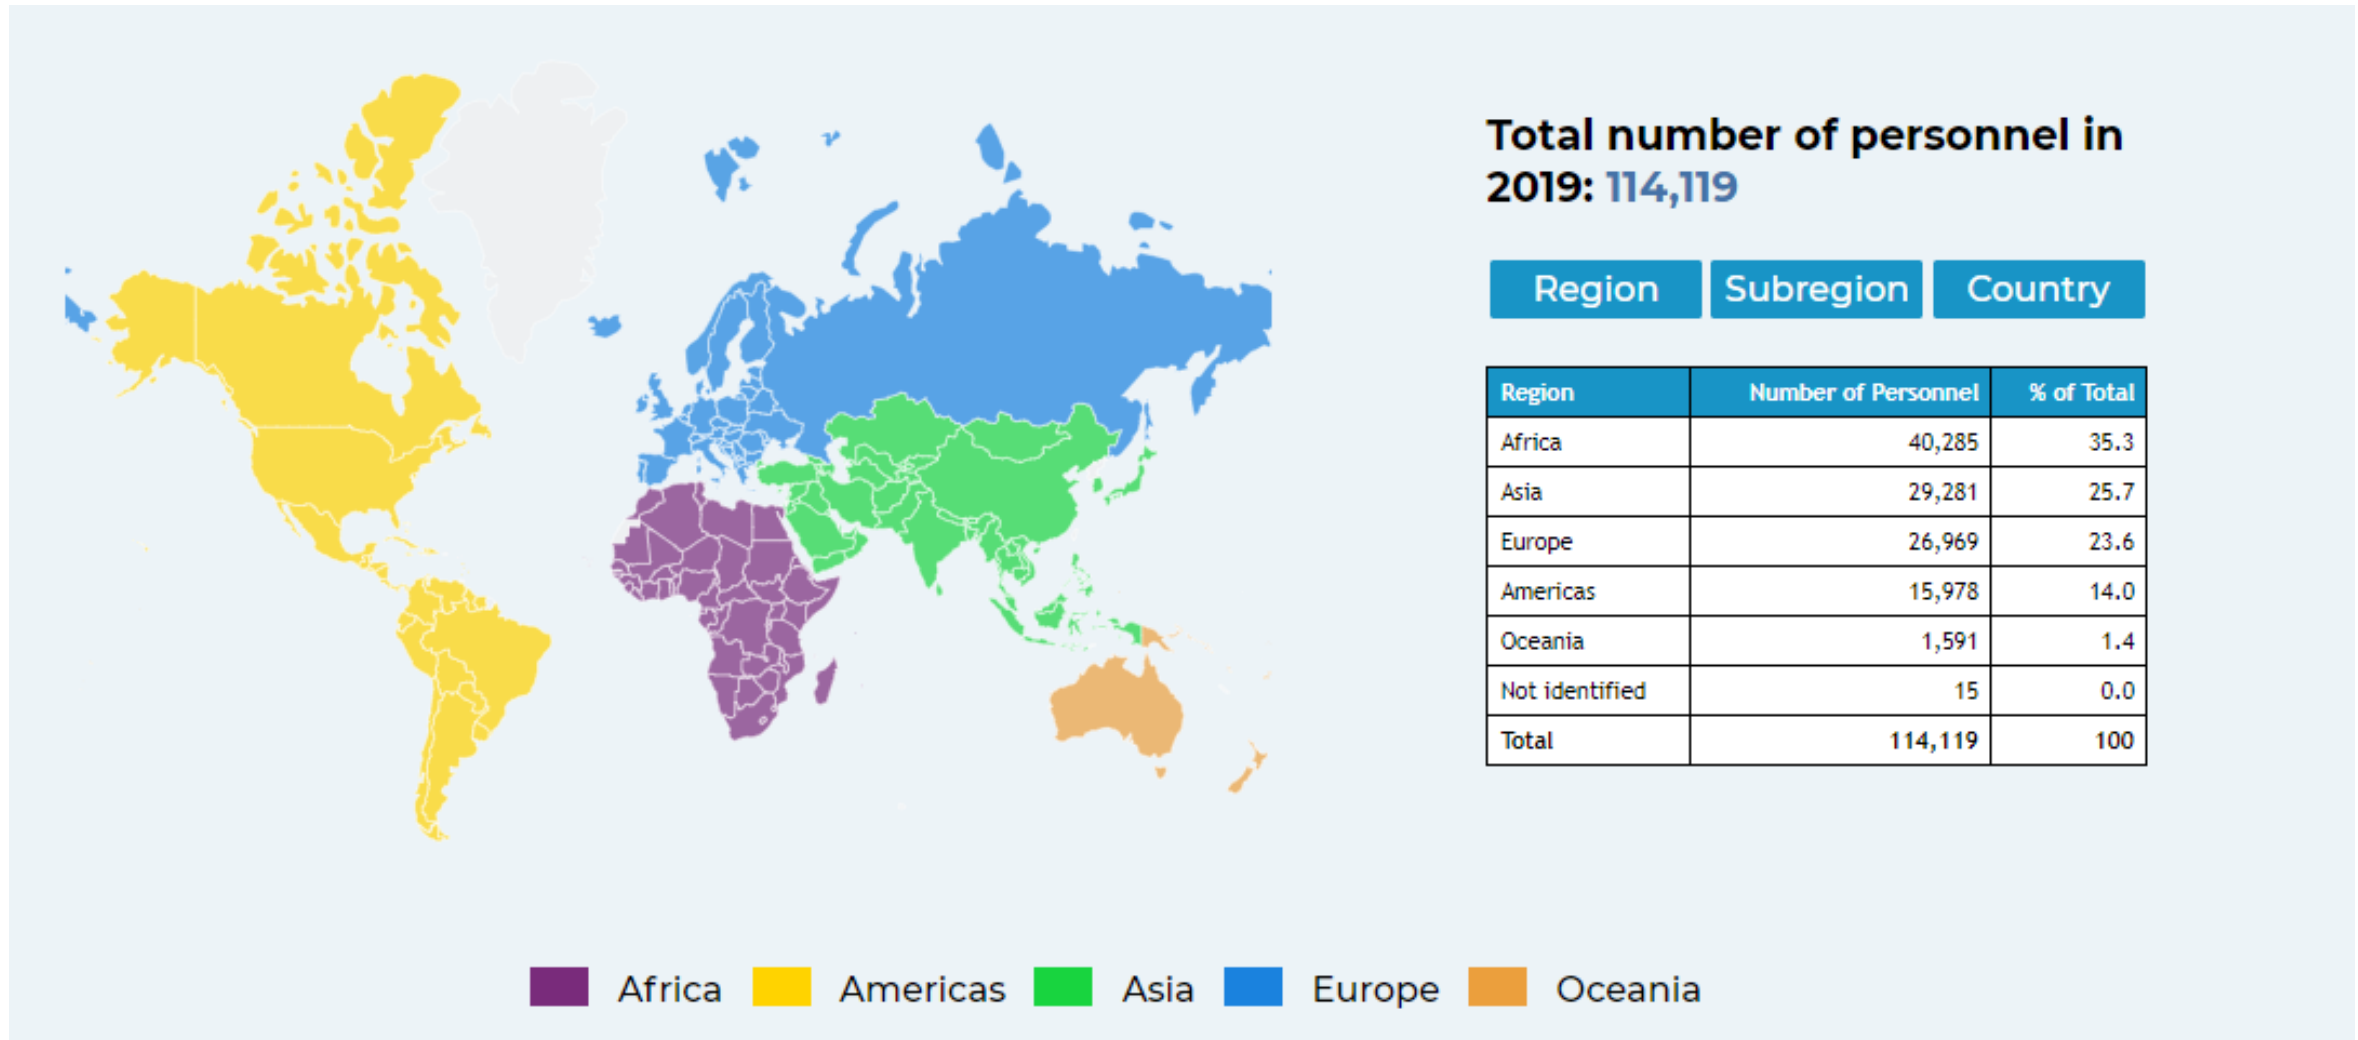 Total number of personnel in
2019: 114,119
Region Subregion Country
Region Number of Personnel % of Total
Africa 40,285 35.3
Asia 29,281 25.7
Europe 26,969 23.6
Americas 15,978 14.0
Oceania 1,591 1.4
Not identified 15 0.0
Total 114,119 100
Africa Americas Asia Europe Oceania